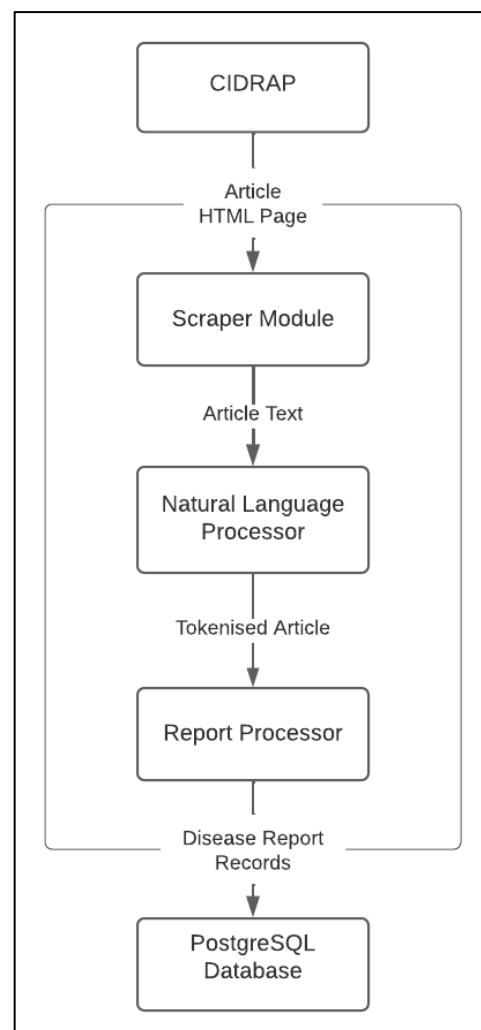 CIDRAP
Article
HTML Page
Scraper Module
Article Text
Natural Language
Processor
Tokenised Article
Report Processor
Disease Report
Records
PostgreSQL
Database